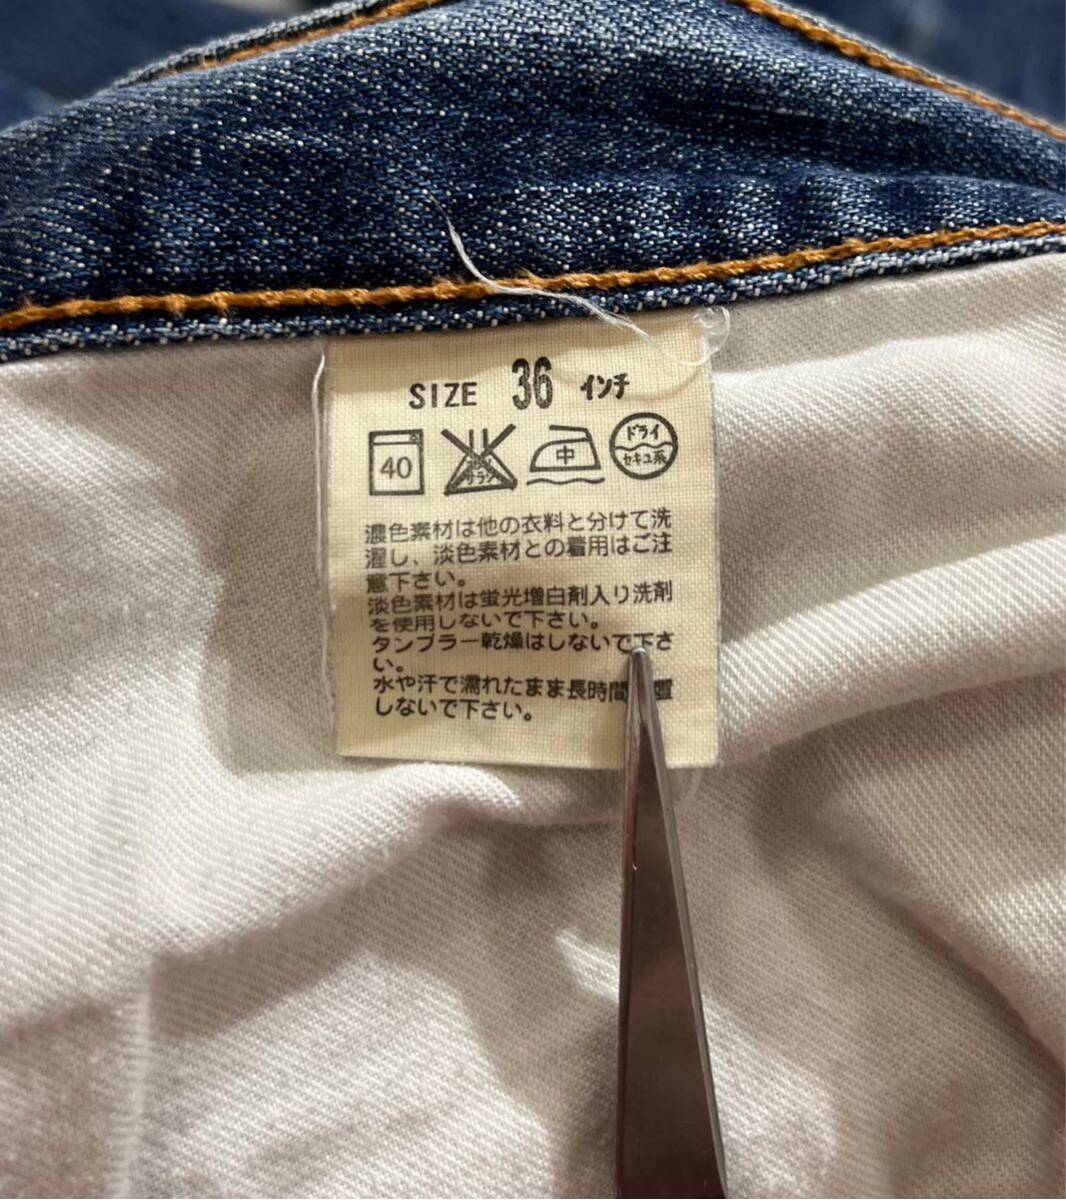 SIZE 36 インチ
40 サラシ 中 ドライ
セキユ系
濃色素材は他の衣料と分けて洗
濯し、淡色素材との着用はご注
意下さい。
淡色素材は蛍光増白剤入り洗剤
を使用しないで下さい。
タンブラー乾燥はしないで下さ
い。
水や汗で濡れたまま長時間置
しないで下さい。